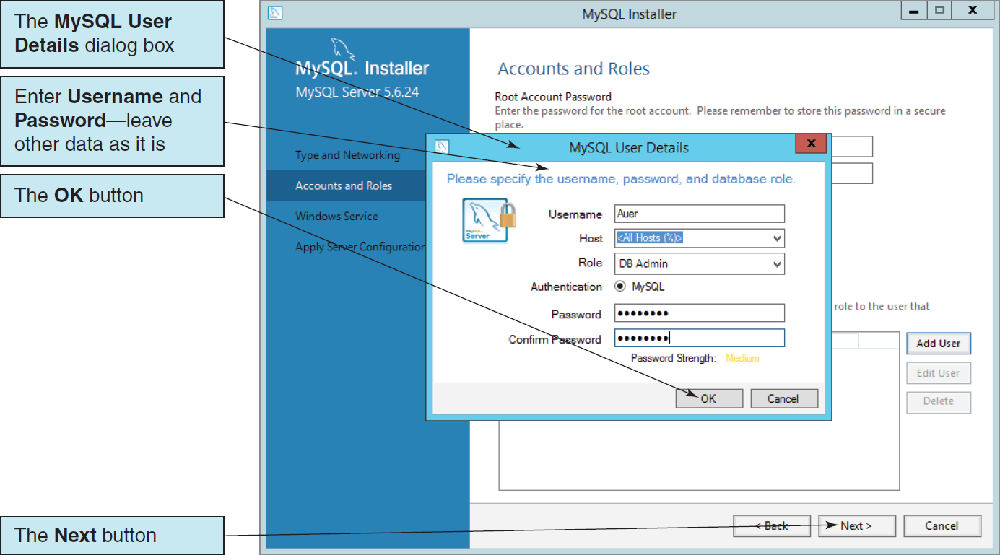 The MySQL User
Details dialog box
Enter Username and
Password—leave
other data as it is
The OK button
The Next button
MySQL Installer
MySQL. Installer
MySQL Server 5.6.24
Type and Networking
Accounts and Roles
Windows Service
Apply Server Configuration
Accounts and Roles
Root Account Password
Enter the password for the root account. Please remember to store this password in a secure
place.
MySQL User Details
Please specify the username, password, and database role.
MySQL
Server
Username Auer
Host <All Hosts (%)>
Role DB Admin
Authentication MySQL
Password ••••••••
Confirm Password ••••••••
Password Strength: Medium
OK Cancel
role to the user that
Add User
Edit User
Delete
< Back Next > Cancel